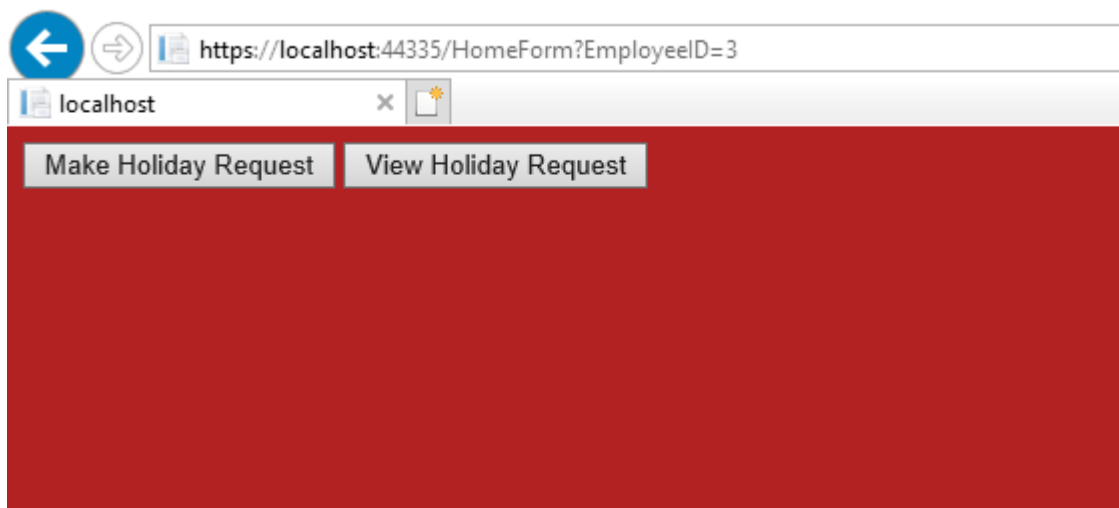 https://localhost:44335/HomeForm?EmployeeID=3
localhost
Make Holiday Request View Holiday Request